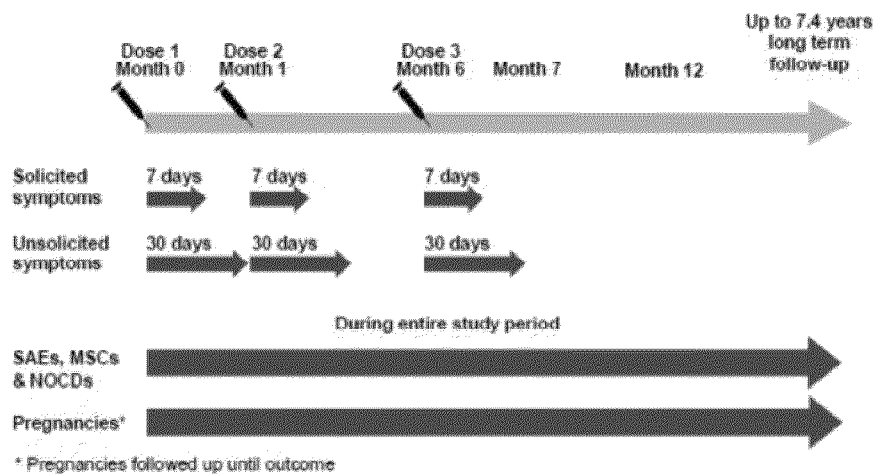 Up to 7.4 years
long term
follow-up
Dose 1
Month 0
Dose 2
Month 1
Dose 3
Month 6
Month 7
Month 12
Solicited
symptoms
7 days
7 days
7 days
Unsolicited
symptoms
30 days
30 days
30 days
During entire study period
SAEs, MSCs
& NOCDs
Pregnancies*
* Pregnancies followed up until outcome